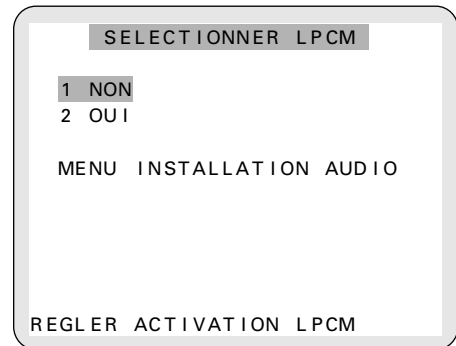 SELECTIONNER LPCM
1 NON
2 OUI
MENU INSTALLATION AUDIO
REGLER ACTIVATION LPCM